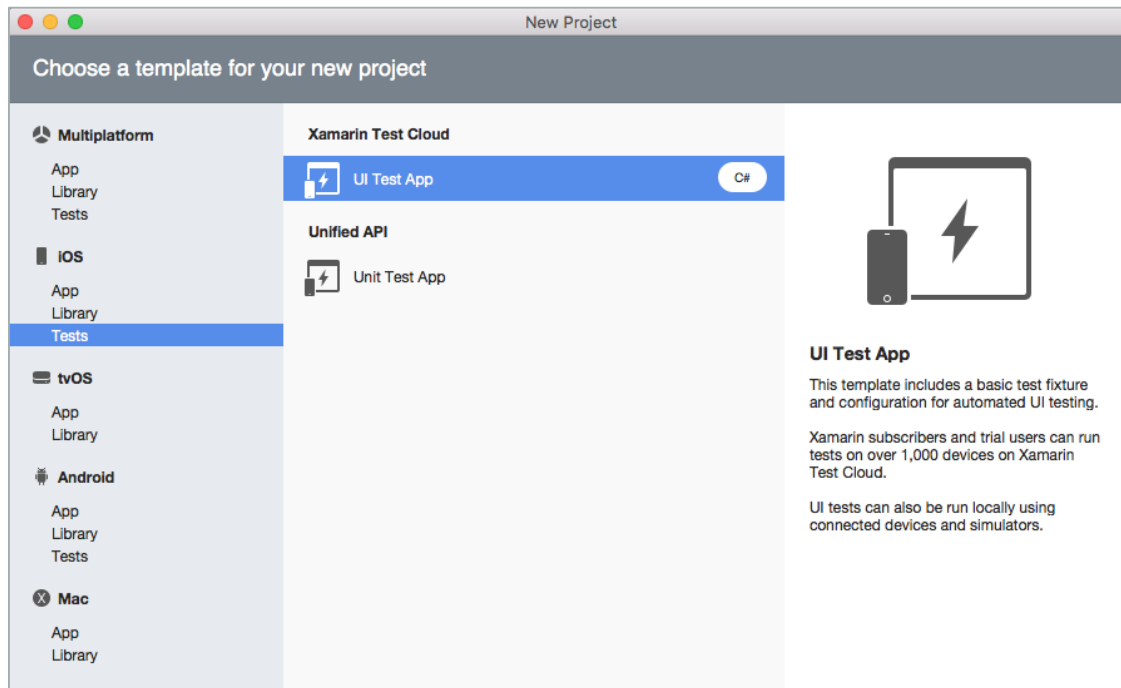 New Project
Choose a template for your new project
Multiplatform
App
Library
Tests
iOS
App
Library
Tests
tvOS
App
Library
Android
App
Library
Tests
Mac
App
Library
Xamarin Test Cloud
UI Test App
C#
Unified API
Unit Test App
UI Test App
This template includes a basic test fixture
and configuration for automated UI testing.
Xamarin subscribers and trial users can run
tests on over 1,000 devices on Xamarin
Test Cloud.
UI tests can also be run locally using
connected devices and simulators.